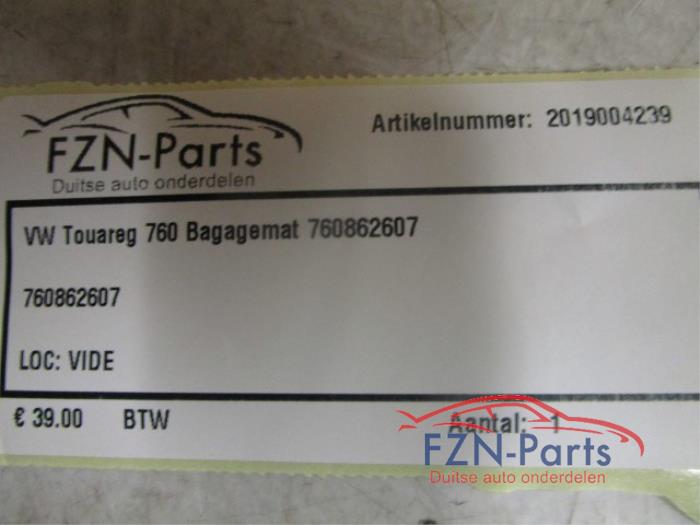 FZN-Parts
Duitse auto onderdelen
Artikelnummer: 2019004239
VW Touareg 760 Bagagemat 760862607
760862607
LOC: VIDE
€ 39.00 BTW Aantal: 1
FZN-Parts
Duitse auto onderdelen